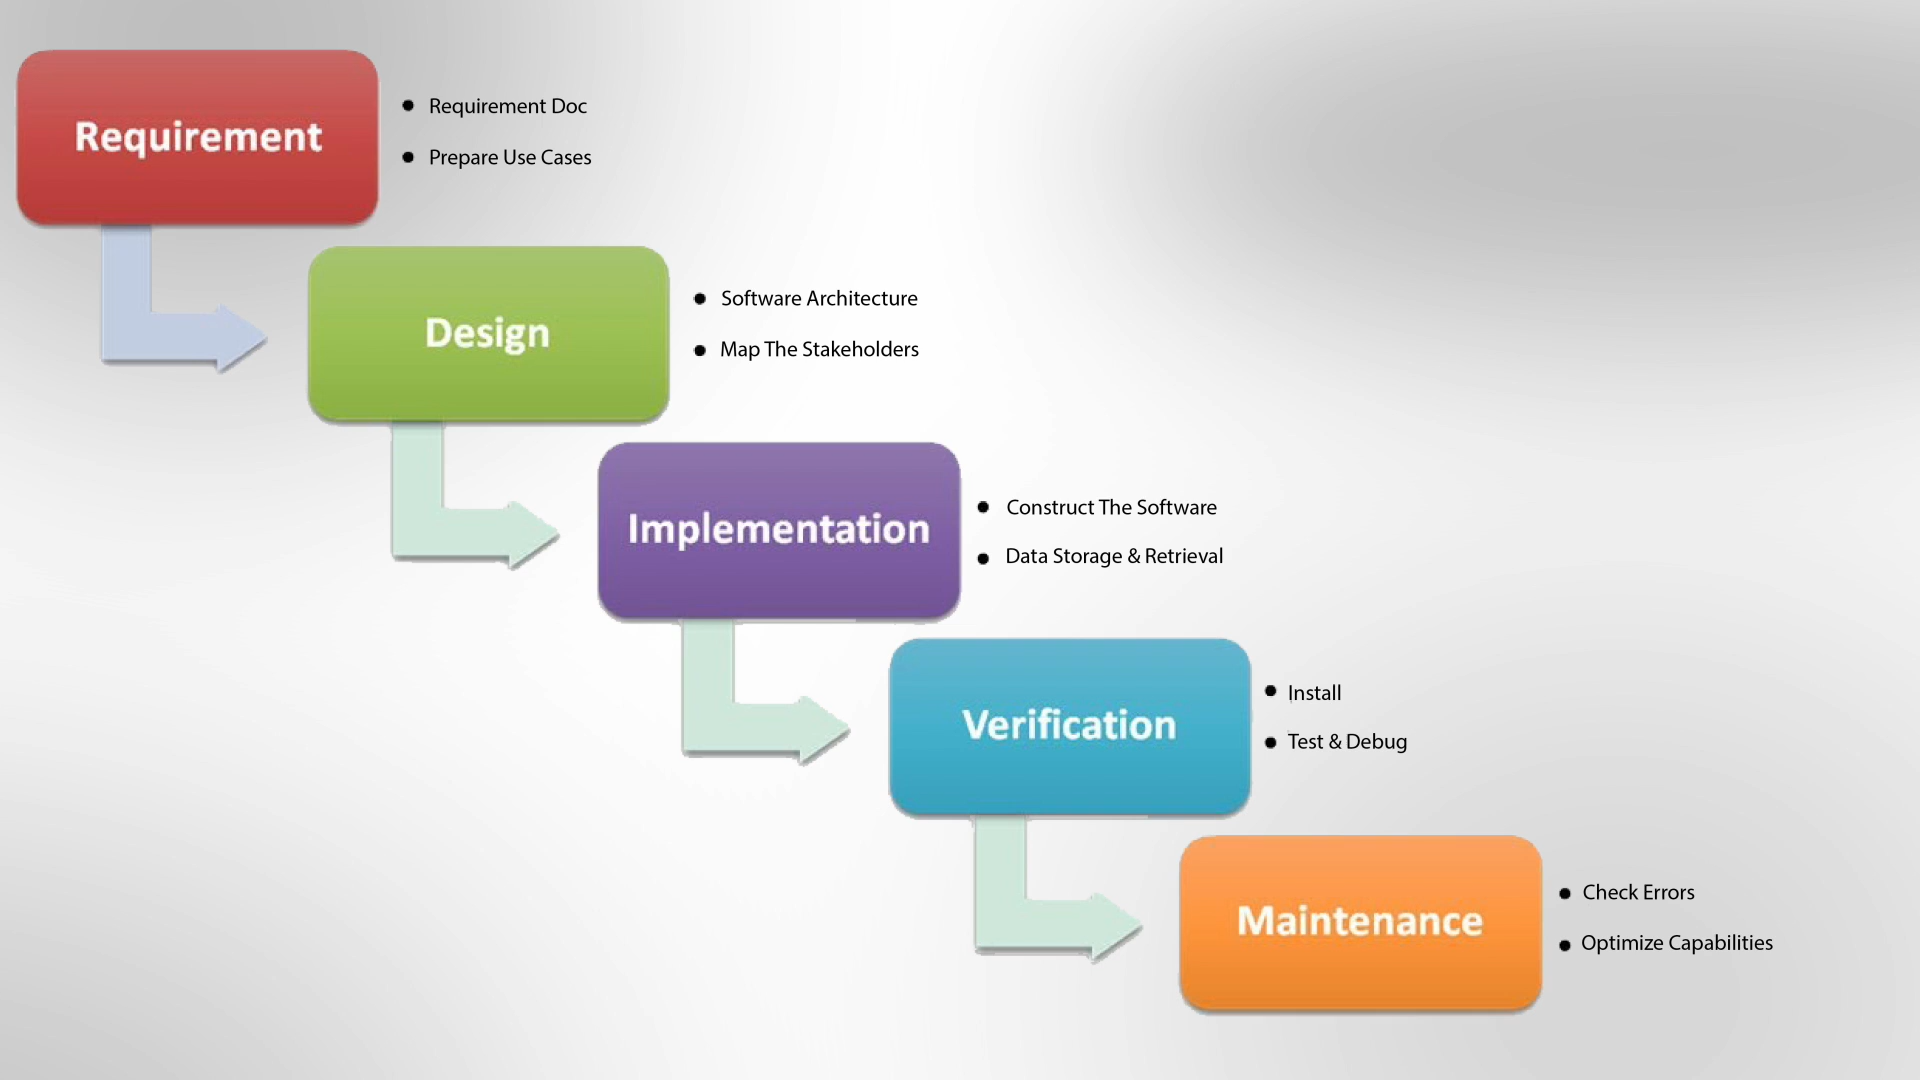 Requirement
Requirement Doc
Prepare Use Cases
Design
Software Architecture
Map The Stakeholders
Implementation
Construct The Software
Data Storage & Retrieval
Verification
Install
Test & Debug
Maintenance
Check Errors
Optimize Capabilities